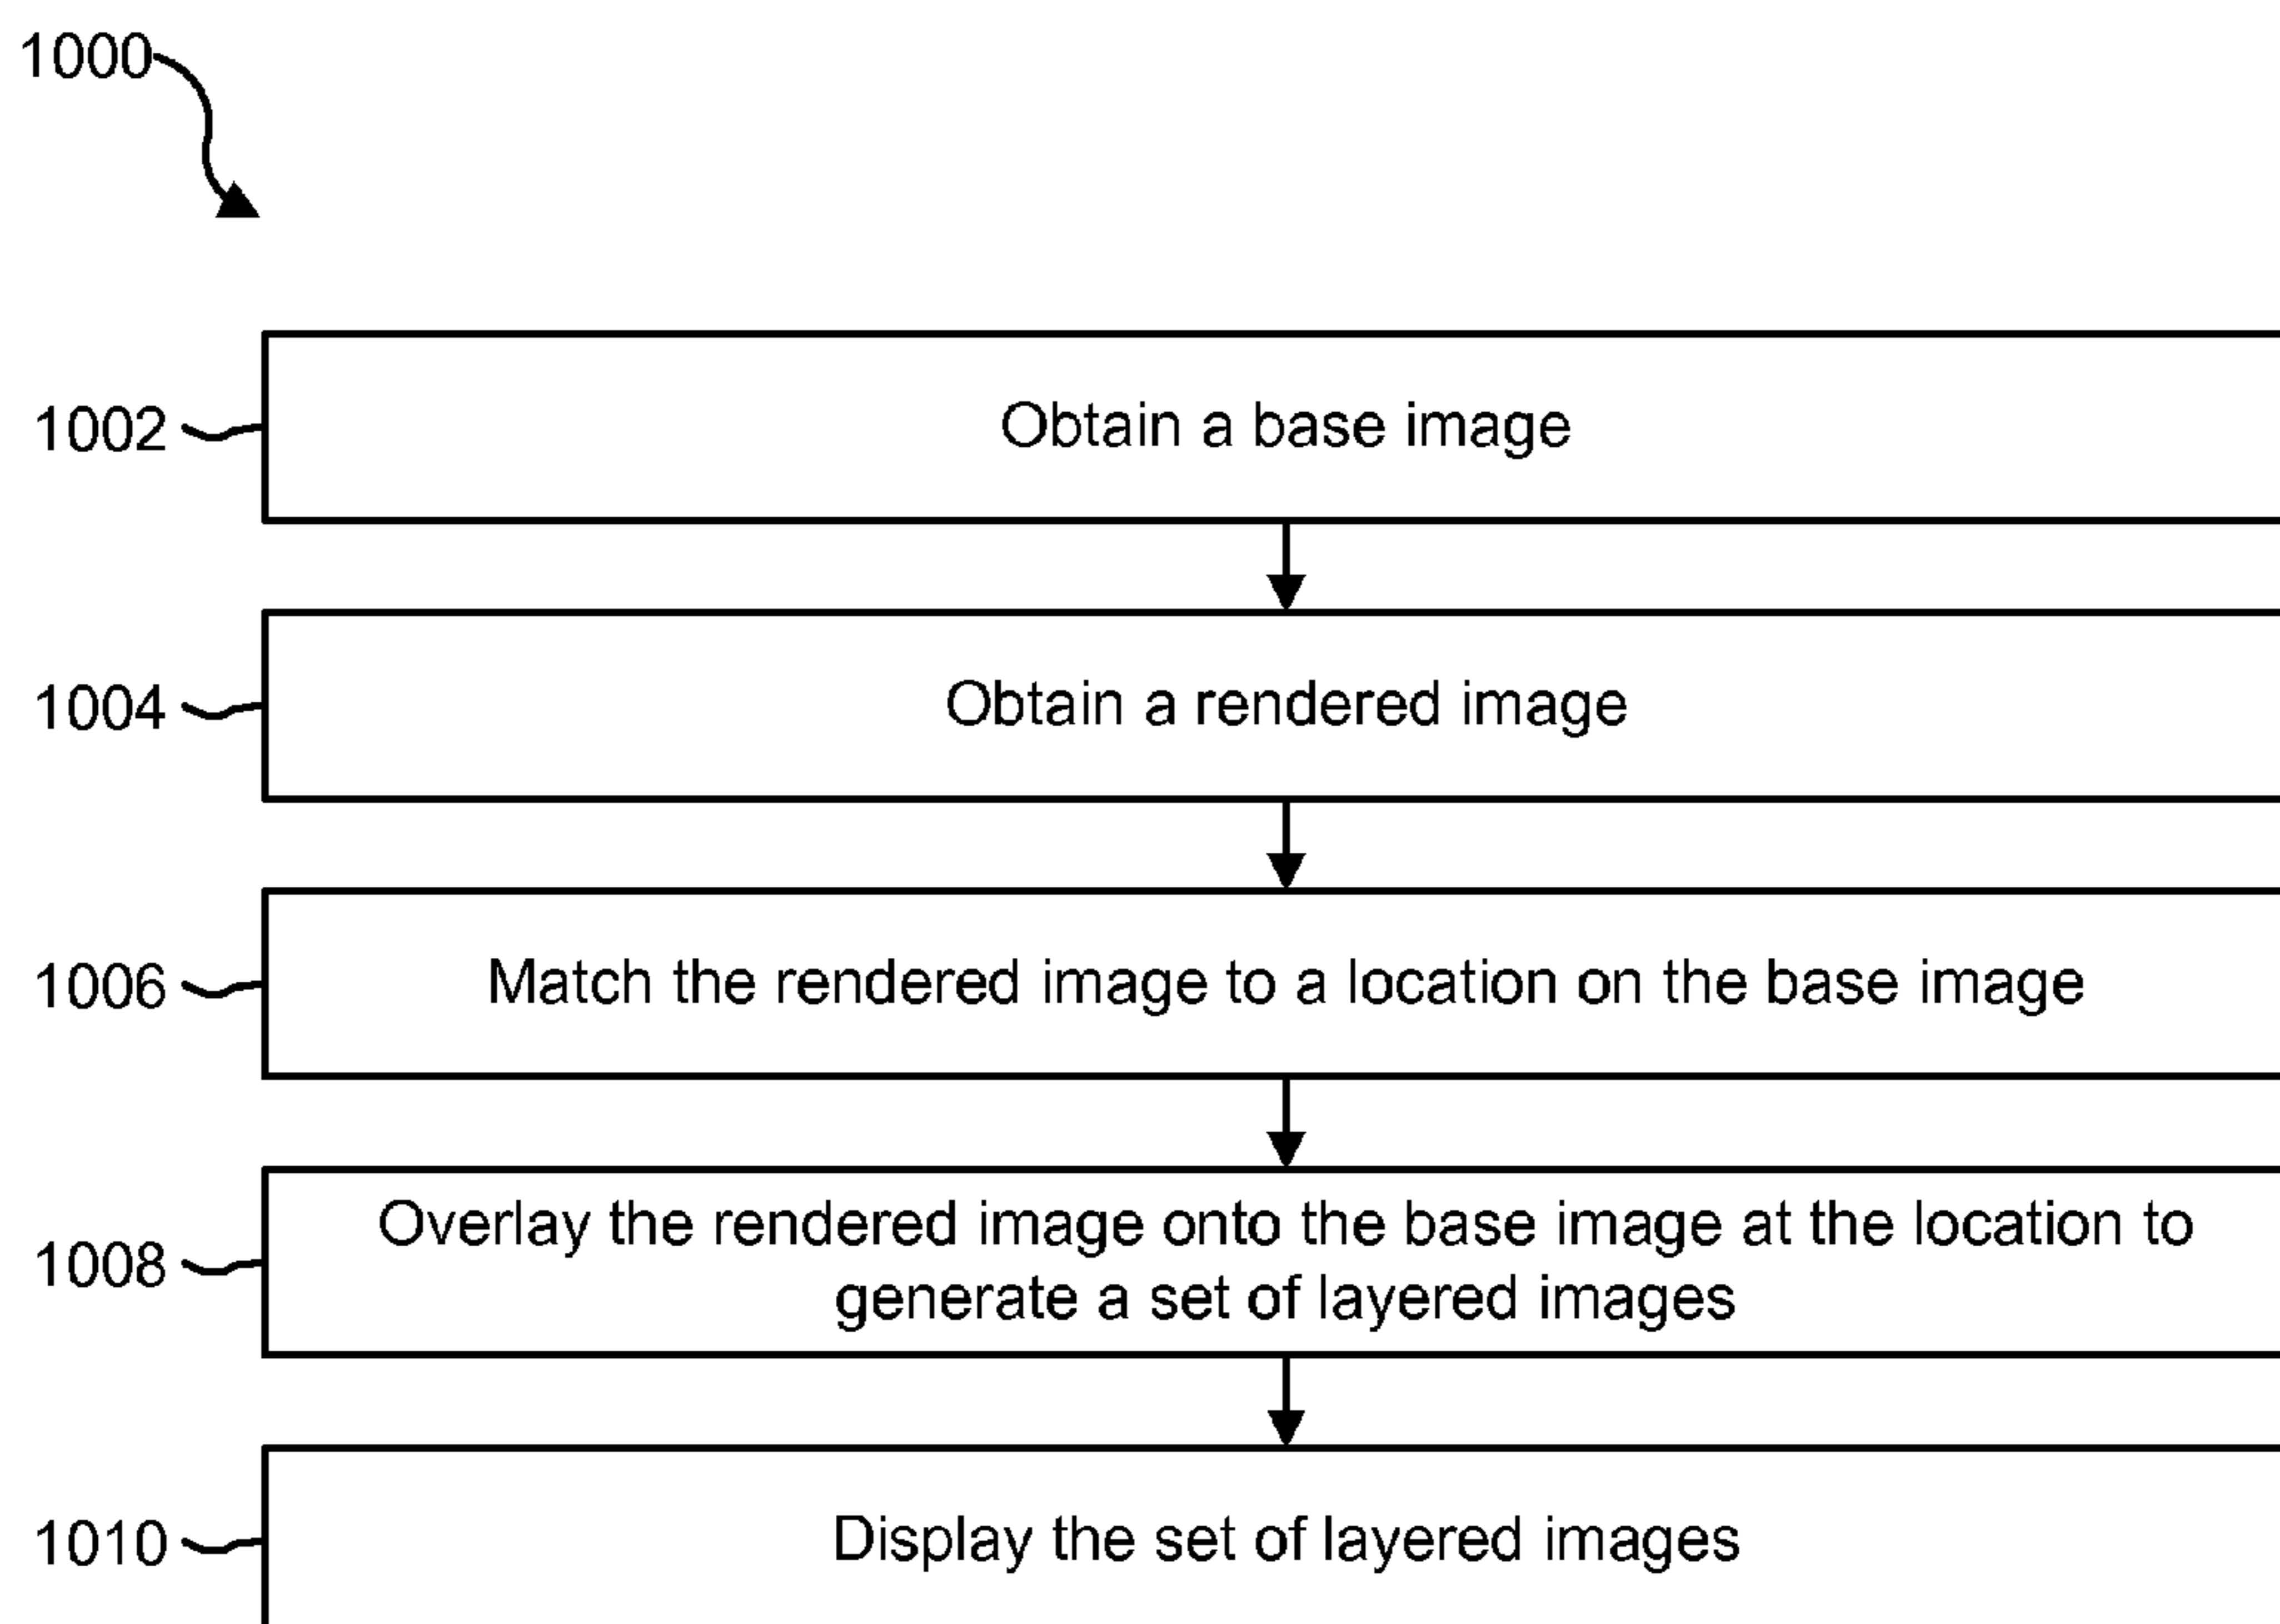 1000
1002
Obtain a base image
1004
Obtain a rendered image
1006
Match the rendered image to a location on the base image
1008
Overlay the rendered image onto the base image at the location to
generate a set of layered images
1010
Display the set of layered images